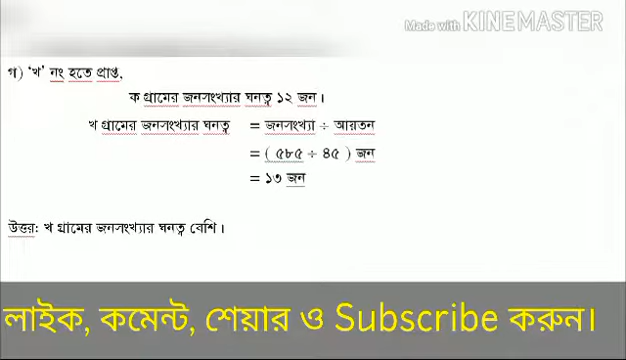 Made with KINEMASTER
গ) 'খ' নং হতে প্রাপ্ত,
ক গ্রামের জনসংখ্যার ঘনত্ব ১২ জন।
খ গ্রামের জনসংখ্যার ঘনত্ব = জনসংখ্যা ÷ আয়তন
= ( ৫৮৫ ÷ ৪৫ ) জন
= ১৩ জন
উত্তর: খ গ্রামের জনসংখ্যার ঘনত্ব বেশি।
লাইক, কমেন্ট, শেয়ার ও Subscribe করুন।